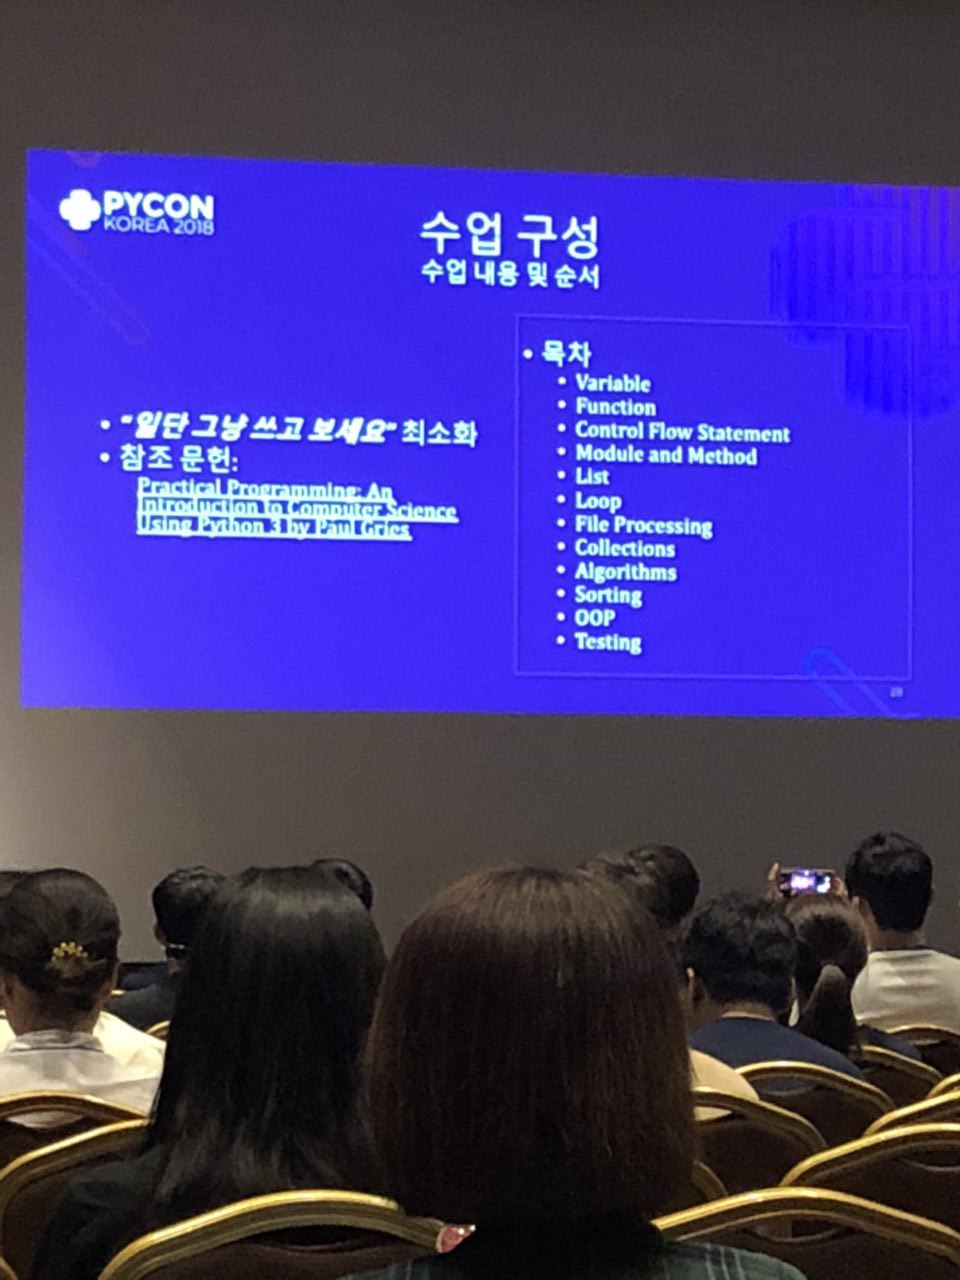 PYCON
KOREA 2018
수업 구성
수업 내용 및 순서
• "일단 그냥 쓰고 보세요" 최소화
• 참조 문헌:
Practical Programming: An
Introduction to Computer Science
Using Python 3 by Paul Gries
• 목차
• Variable
• Function
• Control Flow Statement
• Module and Method
• List
• Loop
• File Processing
• Collections
• Algorithms
• Sorting
• OOP
• Testing